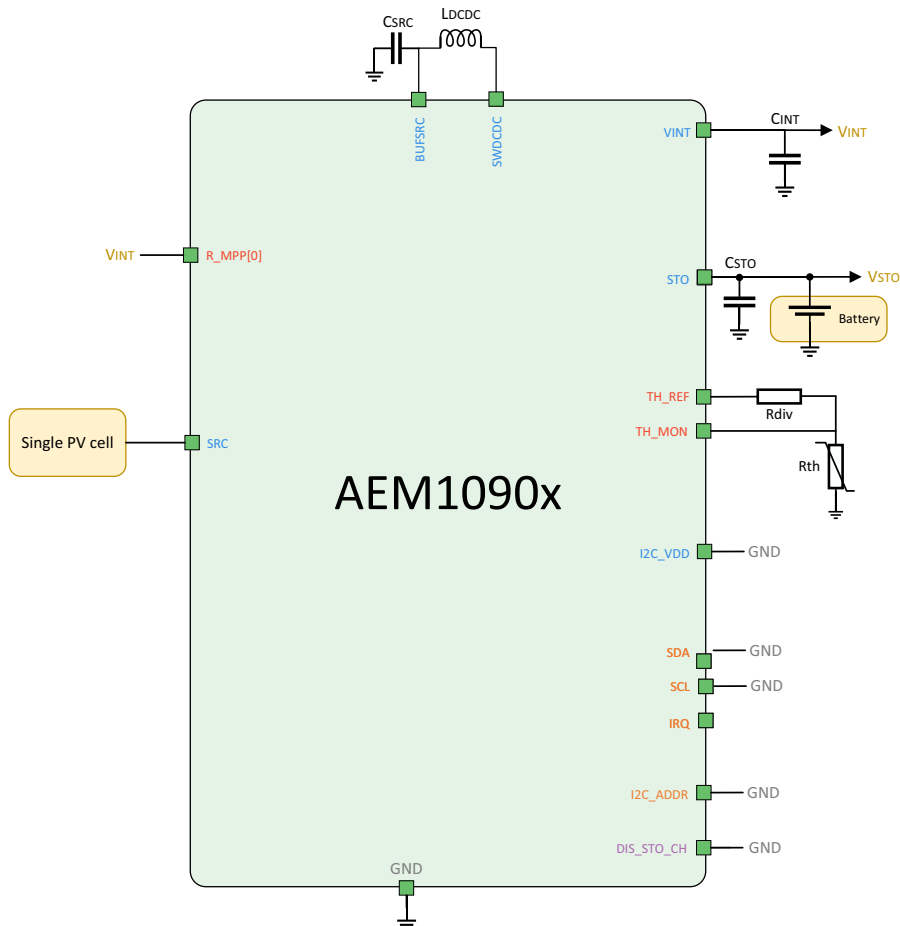 CSRC
LDCDC
BUFSRC
SWDCDC
VINT
CINT
VINT
VINT
R_MPP[0]
STO
CSTO
VSTO
Battery
TH_REF
Rdiv
TH_MON
Rth
Single PV cell
SRC
AEM1090x
I2C_VDD
GND
SDA
GND
SCL
GND
IRQ
I2C_ADDR
GND
DIS_STO_CH
GND
GND